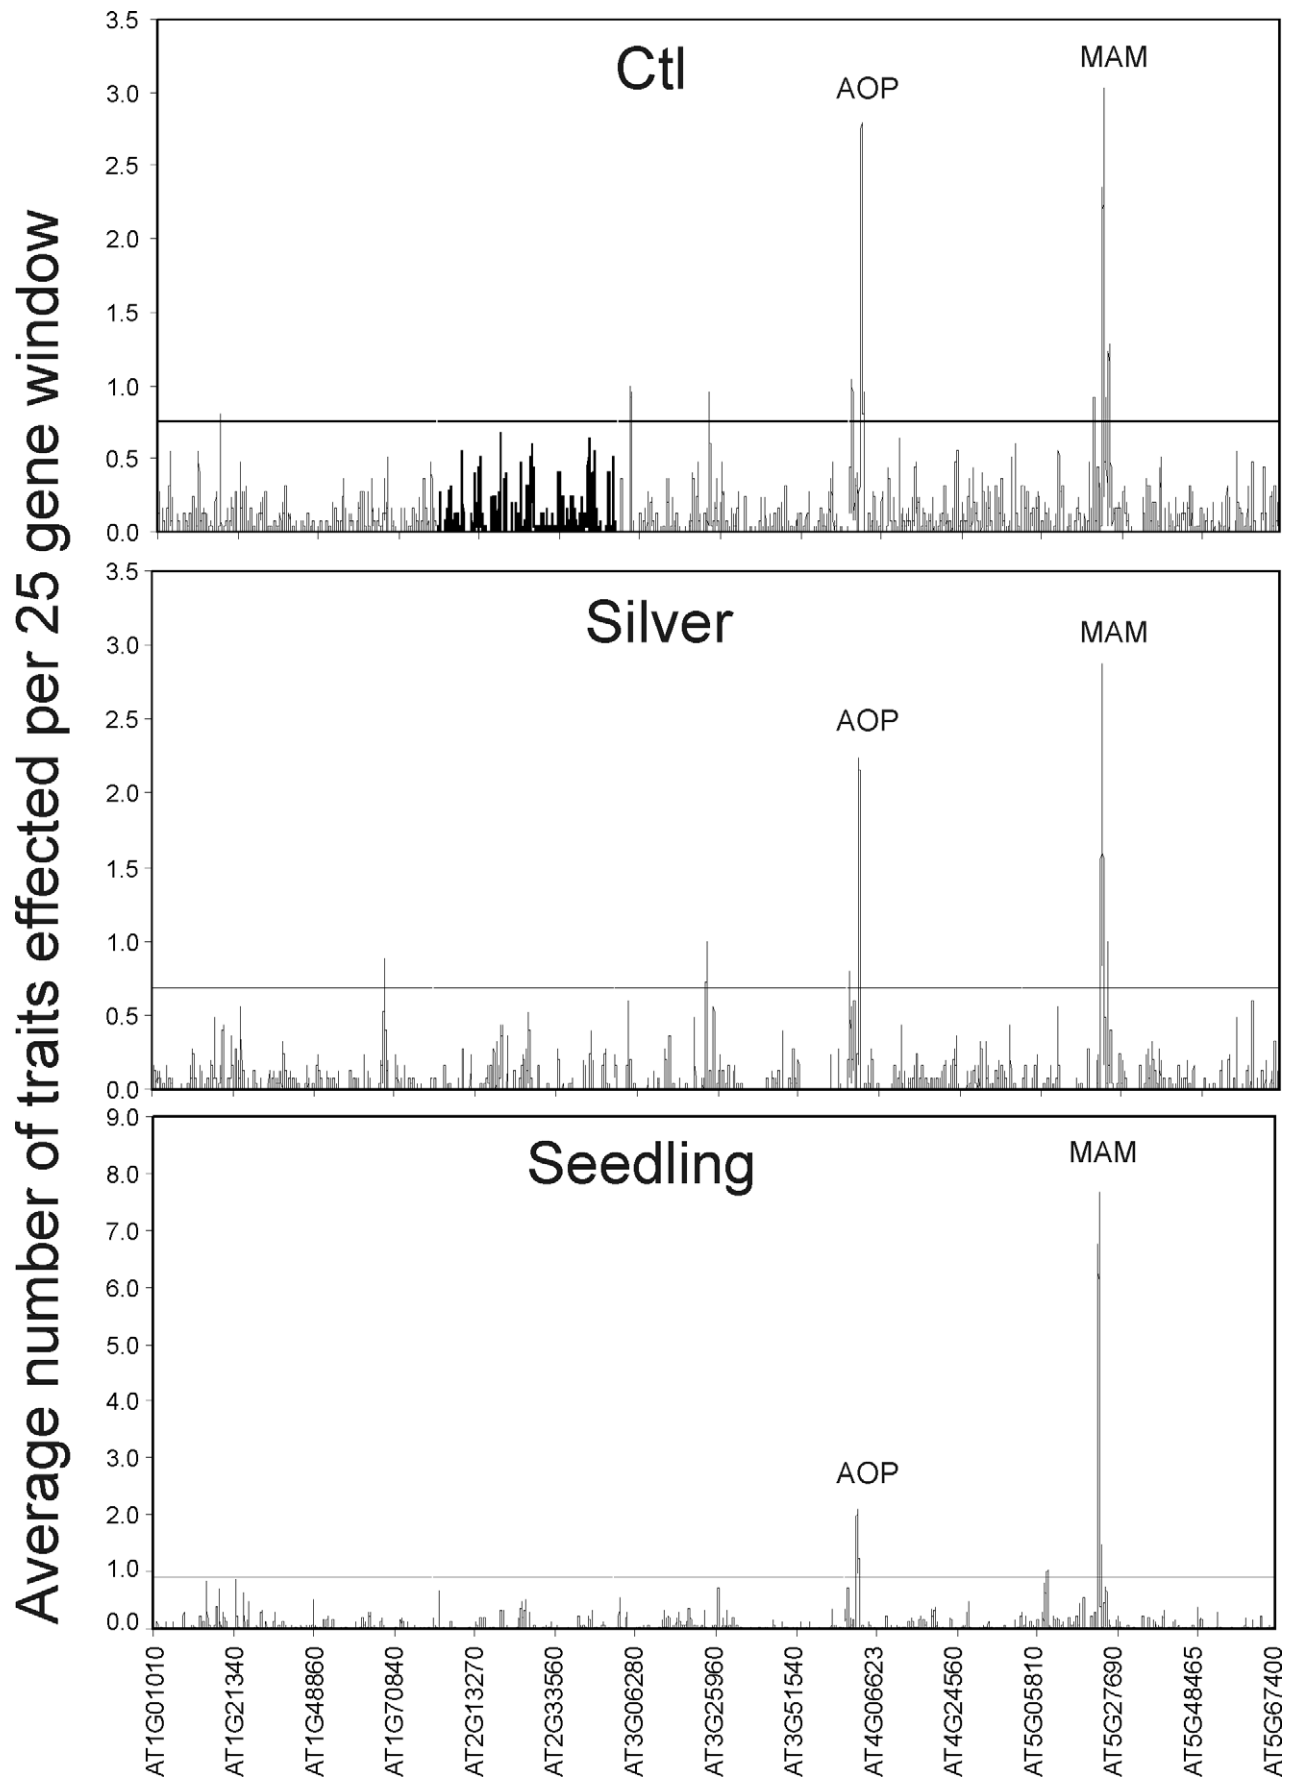 Average number of traits effected per 25 gene window
Ctl
AOP
MAM
3.5
3.0
2.5
2.0
1.5
1.0
0.5
0.0
Silver
AOP
MAM
3.5
3.0
2.5
2.0
1.5
1.0
0.5
0.0
Seedling
AOP
MAM
9.0
8.0
7.0
6.0
5.0
4.0
3.0
2.0
1.0
0.0
AT1G01010
AT1G21340
AT1G48860
AT1G70840
AT2G13270
AT2G33560
AT3G06280
AT3G25960
AT3G51540
AT4G06623
AT4G24560
AT5G05810
AT5G27690
AT5G48465
AT5G67400